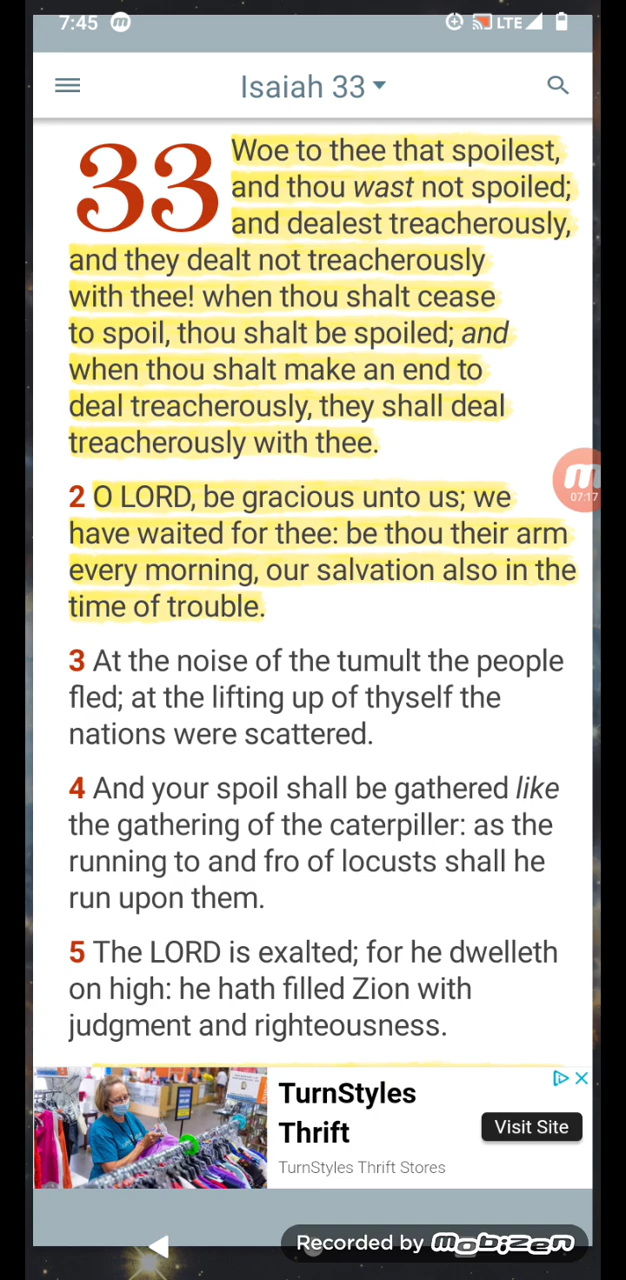 7:45
LTE
Isaiah 33
33
Woe to thee that spoilest,
and thou wast not spoiled;
and dealest treacherously,
and they dealt not treacherously
with thee! when thou shalt cease
to spoil, thou shalt be spoiled; and
when thou shalt make an end to
deal treacherously, they shall deal
treacherously with thee.
2 O LORD, be gracious unto us; we
have waited for thee: be thou their arm
every morning, our salvation also in the
time of trouble.
07:17
3 At the noise of the tumult the people
fled; at the lifting up of thyself the
nations were scattered.
4 And your spoil shall be gathered like
the gathering of the caterpiller: as the
running to and fro of locusts shall he
run upon them.
5 The LORD is exalted; for he dwelleth
on high: he hath filled Zion with
judgment and righteousness.
TurnStyles
Thrift
TurnStyles Thrift Stores
Visit Site
Recorded by Mobizen